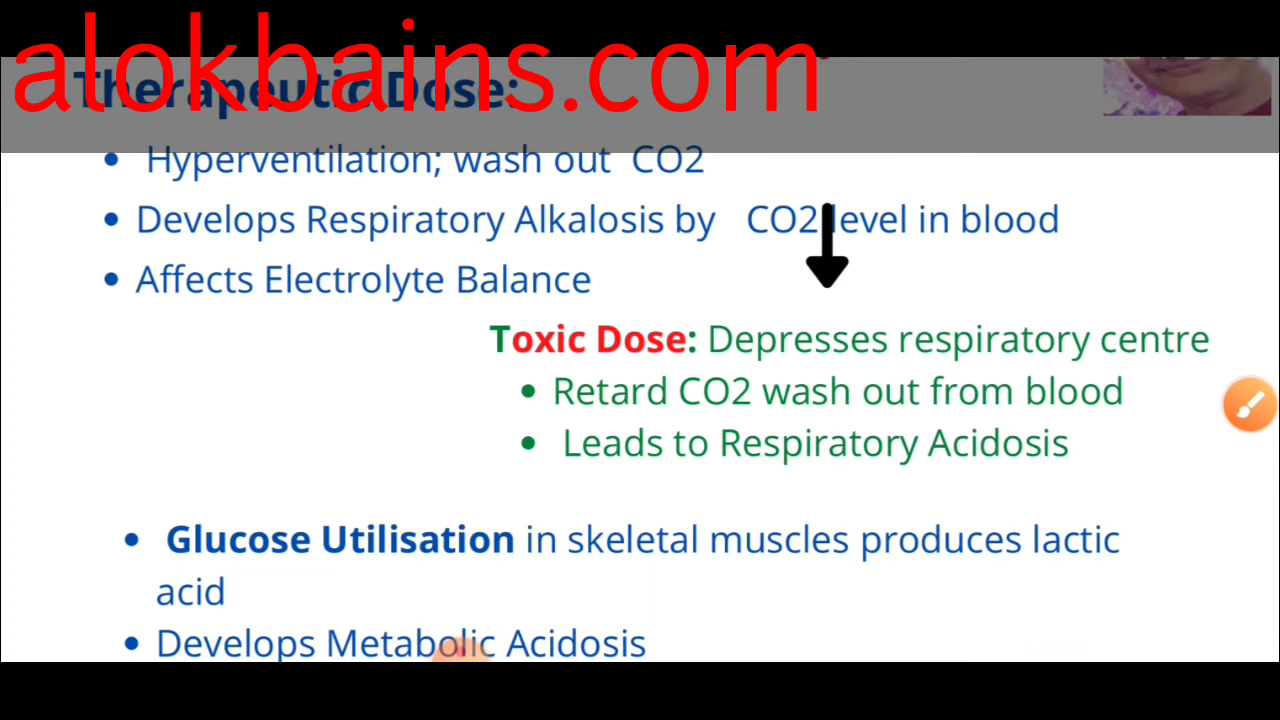 alokbains.com
Therapeutic Dose:
Hyperventilation; wash out CO2
Develops Respiratory Alkalosis by CO2 level in blood
Affects Electrolyte Balance
Toxic Dose: Depresses respiratory centre
Retard CO2 wash out from blood
Leads to Respiratory Acidosis
Glucose Utilisation in skeletal muscles produces lactic
acid
Develops Metabolic Acidosis